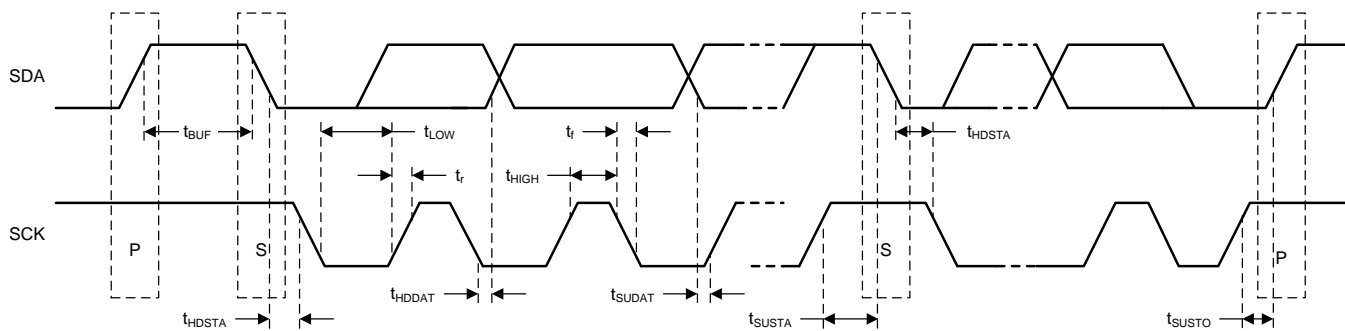 SDA
tBUF
tLOW
tf
tHDSTA
tr
tHIGH
SCK
P
S
S
P
tHDDAT
tSUDAT
tHDSTA
tSUSTA
tSUSTO